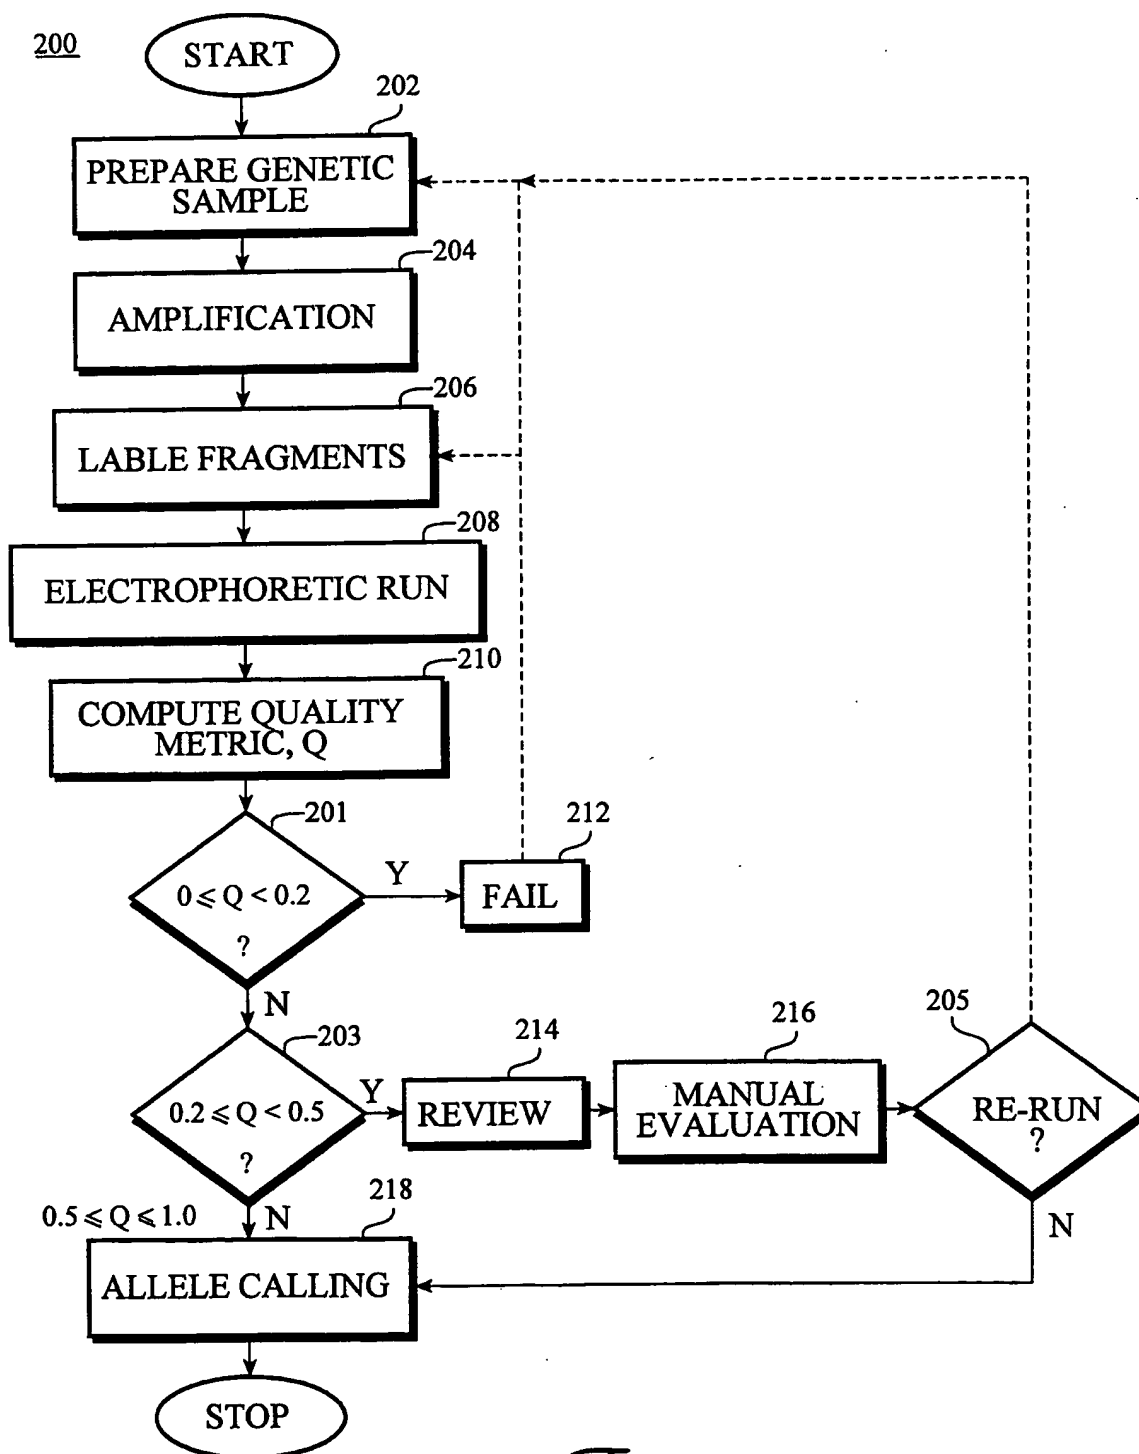 200
START
202
PREPARE GENETIC
SAMPLE
204
AMPLIFICATION
206
LABLE FRAGMENTS
208
ELECTROPHORETIC RUN
210
COMPUTE QUALITY
METRIC, Q
201
0 ⩽ Q < 0.2
?
Y
212
FAIL
N
203
0.2 ⩽ Q < 0.5
?
Y
214
REVIEW
216
MANUAL
EVALUATION
205
RE-RUN
?
0.5 ⩽ Q ⩽ 1.0
N
218
N
ALLELE CALLING
STOP